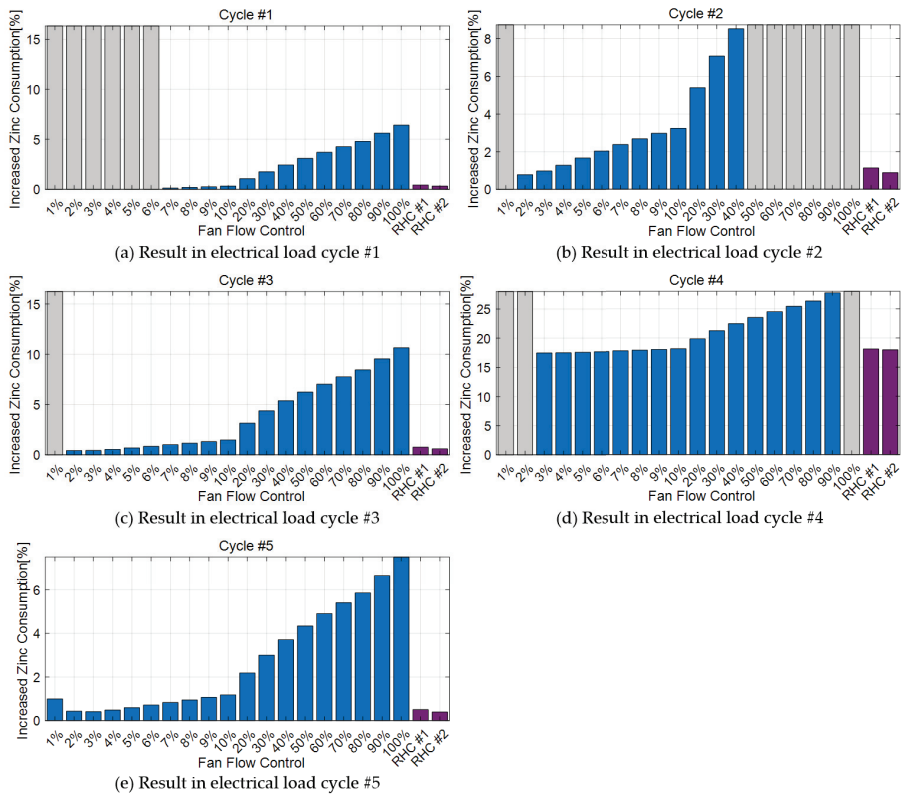 Cycle #1
Increased Zinc Consumption[%]
15
10
5
0
1% 2% 3% 4% 5% 6% 7% 8% 9% 10% 20% 30% 40% 50% 60% 70% 80% 90% 100% RHC #1 RHC #2
Fan Flow Control
(a) Result in electrical load cycle #1
Cycle #2
Increased Zinc Consumption[%]
8
6
4
2
0
1% 2% 3% 4% 5% 6% 7% 8% 9% 10% 20% 30% 40% 50% 60% 70% 80% 90% 100% RHC #1 RHC #2
Fan Flow Control
(b) Result in electrical load cycle #2
Cycle #3
Increased Zinc Consumption[%]
15
10
5
0
1% 2% 3% 4% 5% 6% 7% 8% 9% 10% 20% 30% 40% 50% 60% 70% 80% 90% 100% RHC #1 RHC #2
Fan Flow Control
(c) Result in electrical load cycle #3
Cycle #4
Increased Zinc Consumption[%]
25
20
15
10
5
0
1% 2% 3% 4% 5% 6% 7% 8% 9% 10% 20% 30% 40% 50% 60% 70% 80% 90% 100% RHC #1 RHC #2
Fan Flow Control
(d) Result in electrical load cycle #4
Cycle #5
Increased Zinc Consumption[%]
6
4
2
0
1% 2% 3% 4% 5% 6% 7% 8% 9% 10% 20% 30% 40% 50% 60% 70% 80% 90% 100% RHC #1 RHC #2
Fan Flow Control
(e) Result in electrical load cycle #5